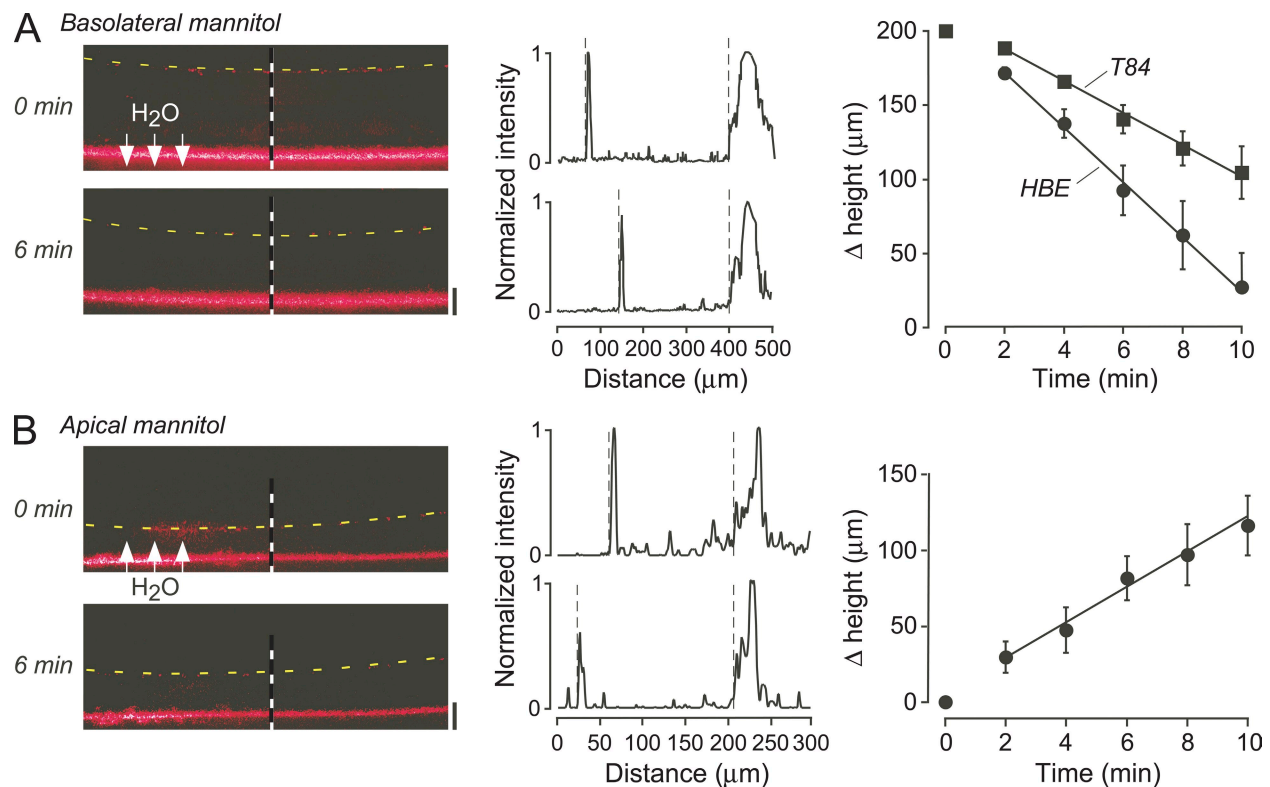 A Basolateral mannitol
0 min
H2O
6 min
Normalized intensity
1
0
Normalized intensity
1
0
0 100 200 300 400 500
Distance (μm)
Δ height (μm)
200
150
100
50
0
T84
HBE
0 2 4 6 8 10
Time (min)
B Apical mannitol
0 min
H2O
6 min
Normalized intensity
1
0
1
0
0 50 100 150 200 250 300
Distance (μm)
Δ height (μm)
150
100
50
0
0 2 4 6 8 10
Time (min)